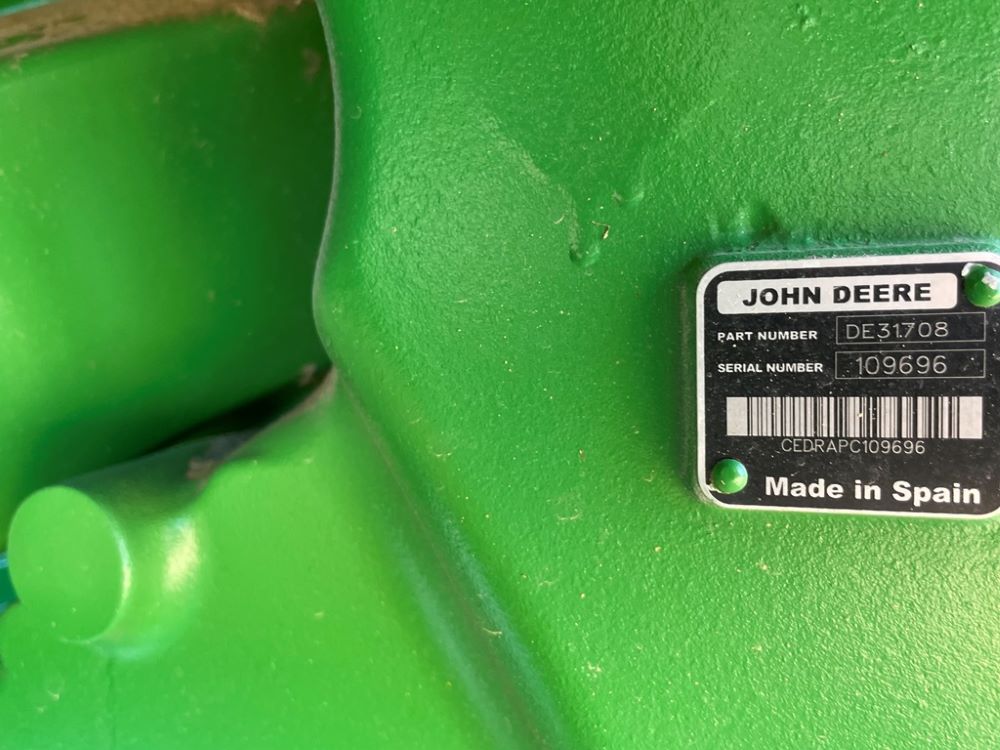 JOHN DEERE
PART NUMBER DE31708
SERIAL NUMBER 109696
CEDRAPC109696
Made in Spain